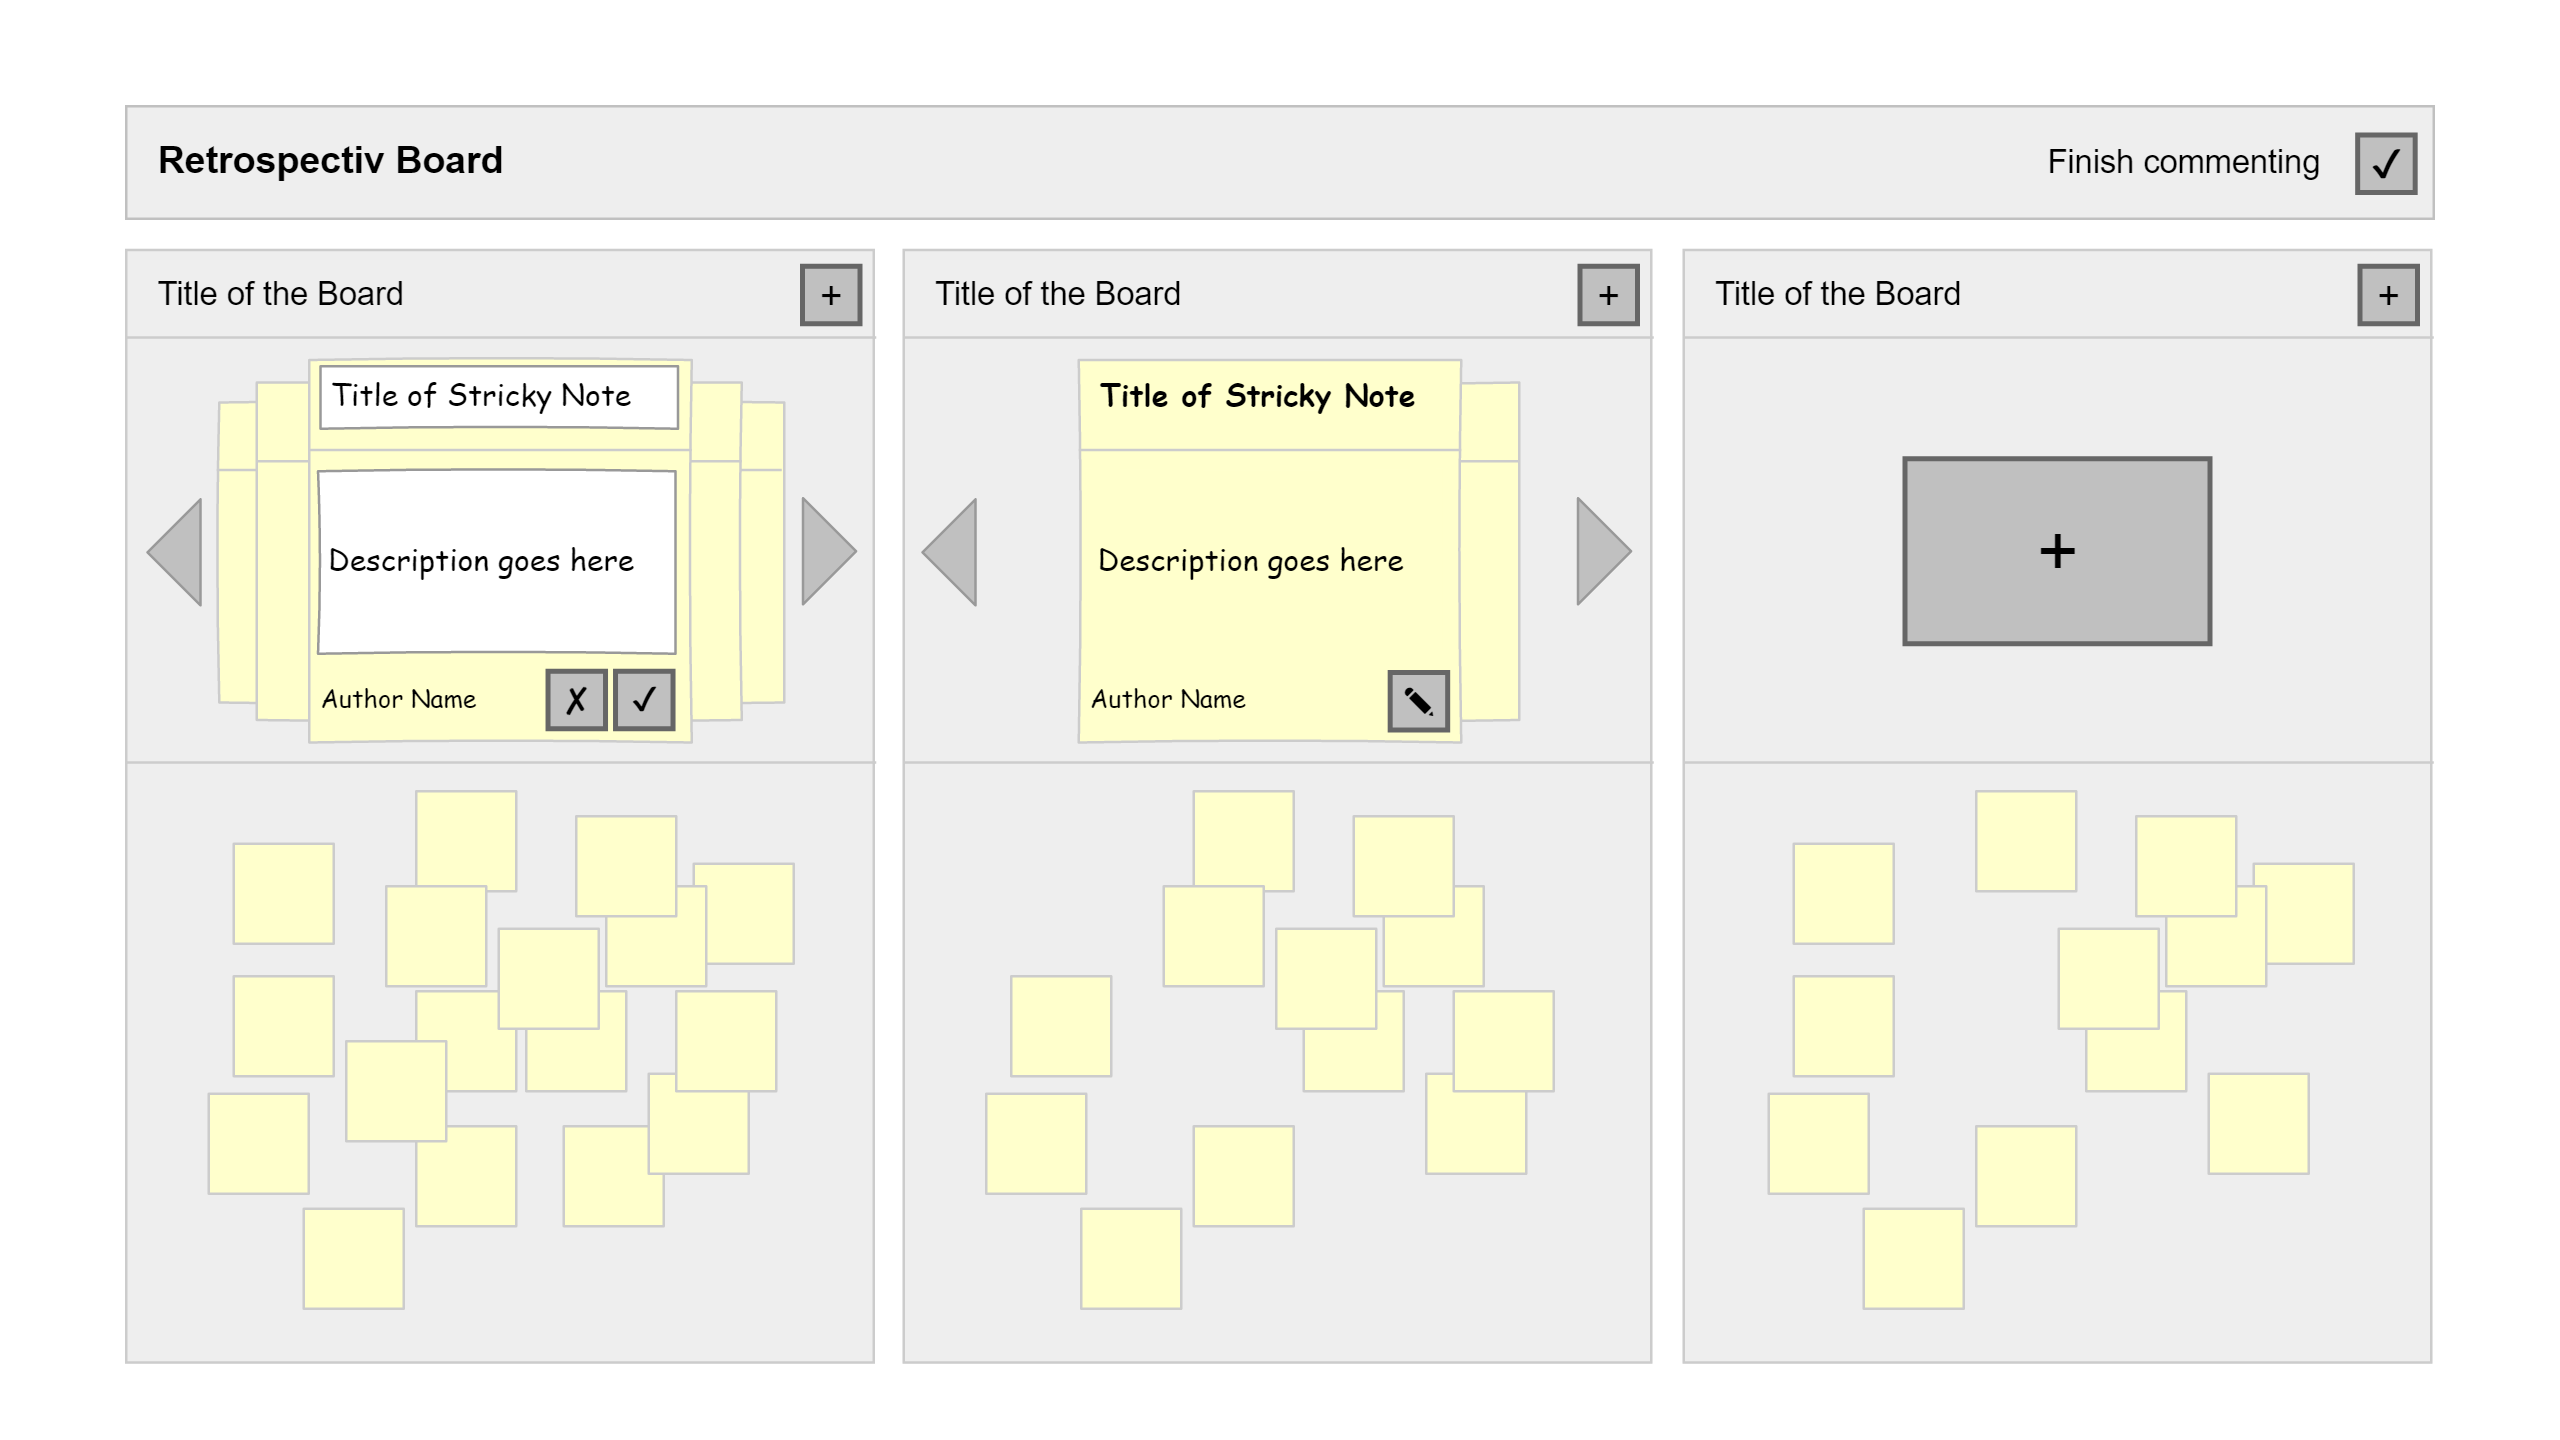 Retrospectiv Board
Finish commenting ✓
Title of the Board +
Title of the Board +
Title of the Board +
Title of Stricky Note
Description goes here
Author Name ✗ ✓
Title of Stricky Note
Description goes here
Author Name
+